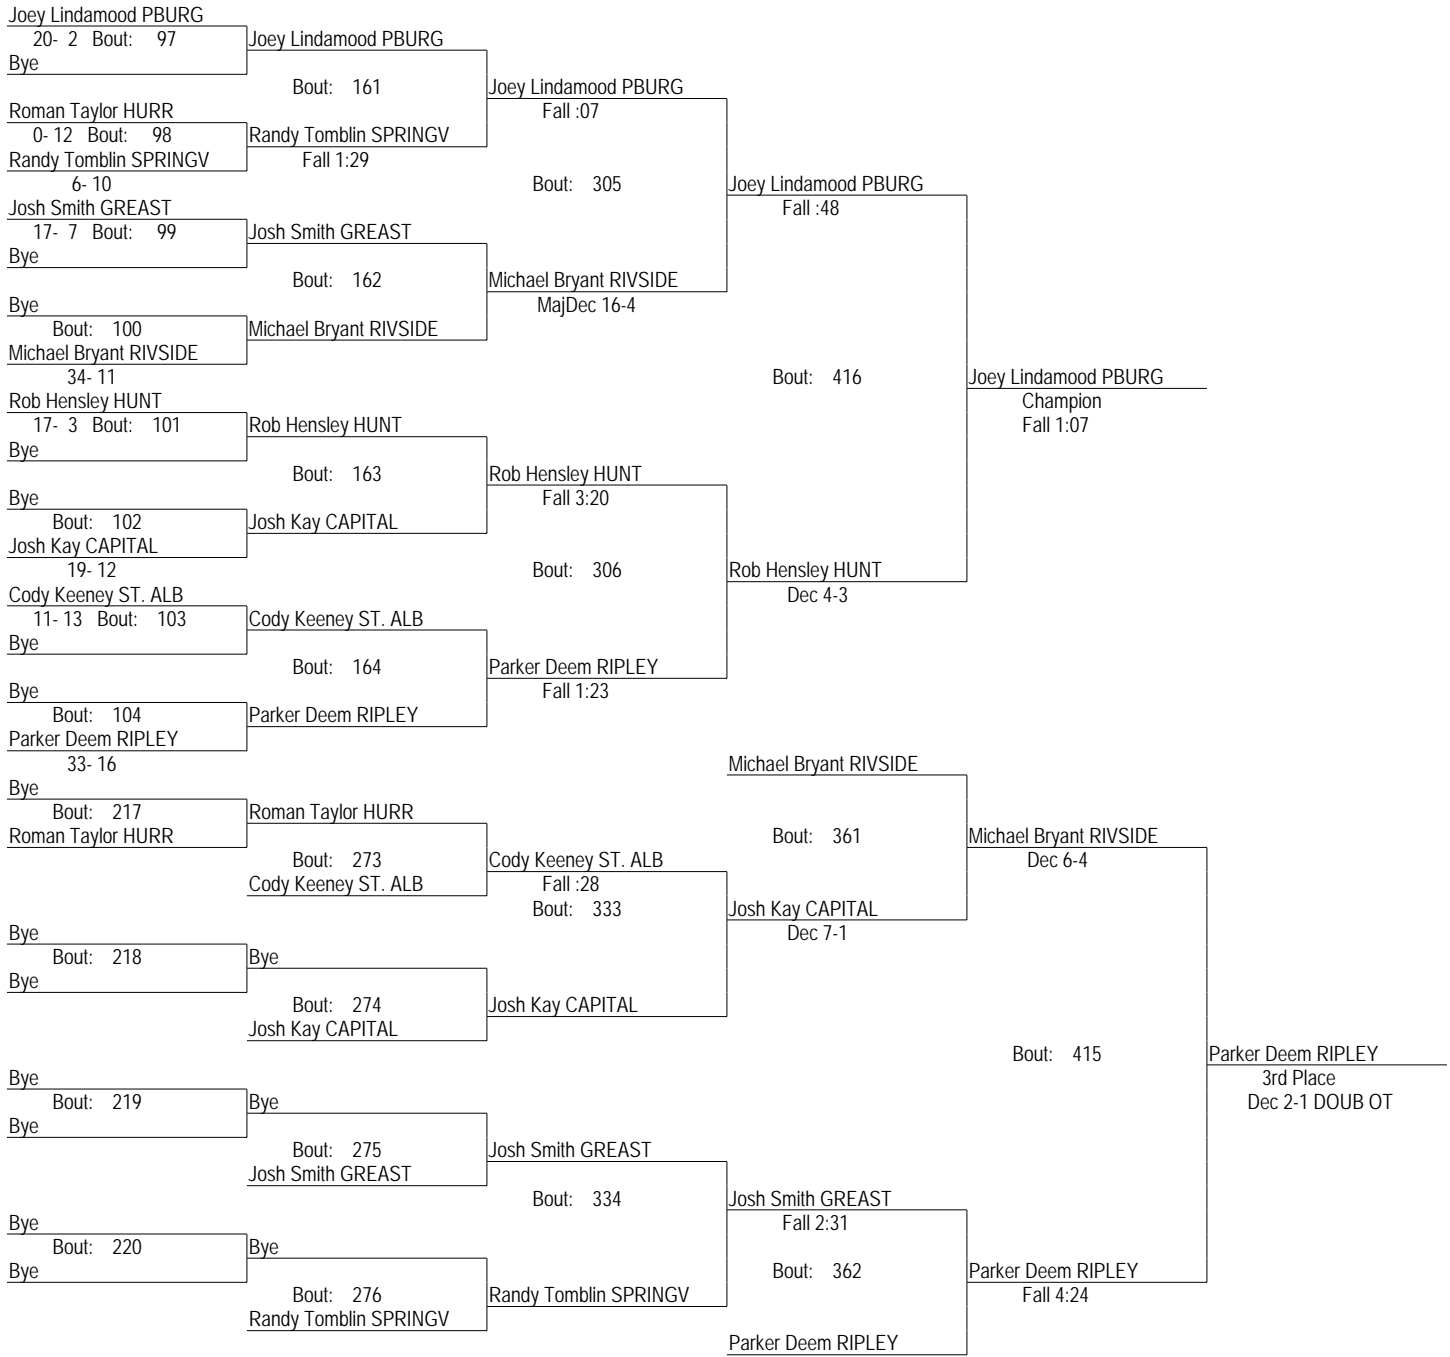 Joey Lindamood PBURG
20- 2 Bout: 97
Joey Lindamood PBURG
Bye
Bout: 161
Joey Lindamood PBURG
Roman Taylor HURR
Fall :07
0- 12 Bout: 98
Randy Tomblin SPRINGV
Randy Tomblin SPRINGV
Fall 1:29
6- 10
Bout: 305
Joey Lindamood PBURG
Josh Smith GREAST
Fall :48
17- 7 Bout: 99
Josh Smith GREAST
Bye
Bout: 162
Michael Bryant RIVSIDE
Bye
MajDec 16-4
Bout: 100
Michael Bryant RIVSIDE
Michael Bryant RIVSIDE
34- 11
Bout: 416
Joey Lindamood PBURG
Rob Hensley HUNT
Champion
17- 3 Bout: 101
Rob Hensley HUNT
Fall 1:07
Bye
Bout: 163
Rob Hensley HUNT
Bye
Fall 3:20
Bout: 102
Josh Kay CAPITAL
Josh Kay CAPITAL
19- 12
Bout: 306
Rob Hensley HUNT
Cody Keeney ST. ALB
Dec 4-3
11- 13 Bout: 103
Cody Keeney ST. ALB
Bye
Bout: 164
Parker Deem RIPLEY
Bye
Fall 1:23
Bout: 104
Parker Deem RIPLEY
Parker Deem RIPLEY
33- 16
Michael Bryant RIVSIDE
Bye
Bout: 217
Roman Taylor HURR
Roman Taylor HURR
Bout: 361
Michael Bryant RIVSIDE
Bout: 273
Cody Keeney ST. ALB
Dec 6-4
Cody Keeney ST. ALB
Fall :28
Bout: 333
Josh Kay CAPITAL
Bye
Dec 7-1
Bout: 218
Bye
Bye
Bout: 274
Josh Kay CAPITAL
Josh Kay CAPITAL
Bout: 415
Parker Deem RIPLEY
Bye
3rd Place
Bout: 219
Bye
Dec 2-1 DOUB OT
Bye
Bout: 275
Josh Smith GREAST
Josh Smith GREAST
Bout: 334
Josh Smith GREAST
Bye
Fall 2:31
Bout: 220
Bye
Bye
Bout: 362
Parker Deem RIPLEY
Bout: 276
Randy Tomblin SPRINGV
Fall 4:24
Randy Tomblin SPRINGV
Parker Deem RIPLEY